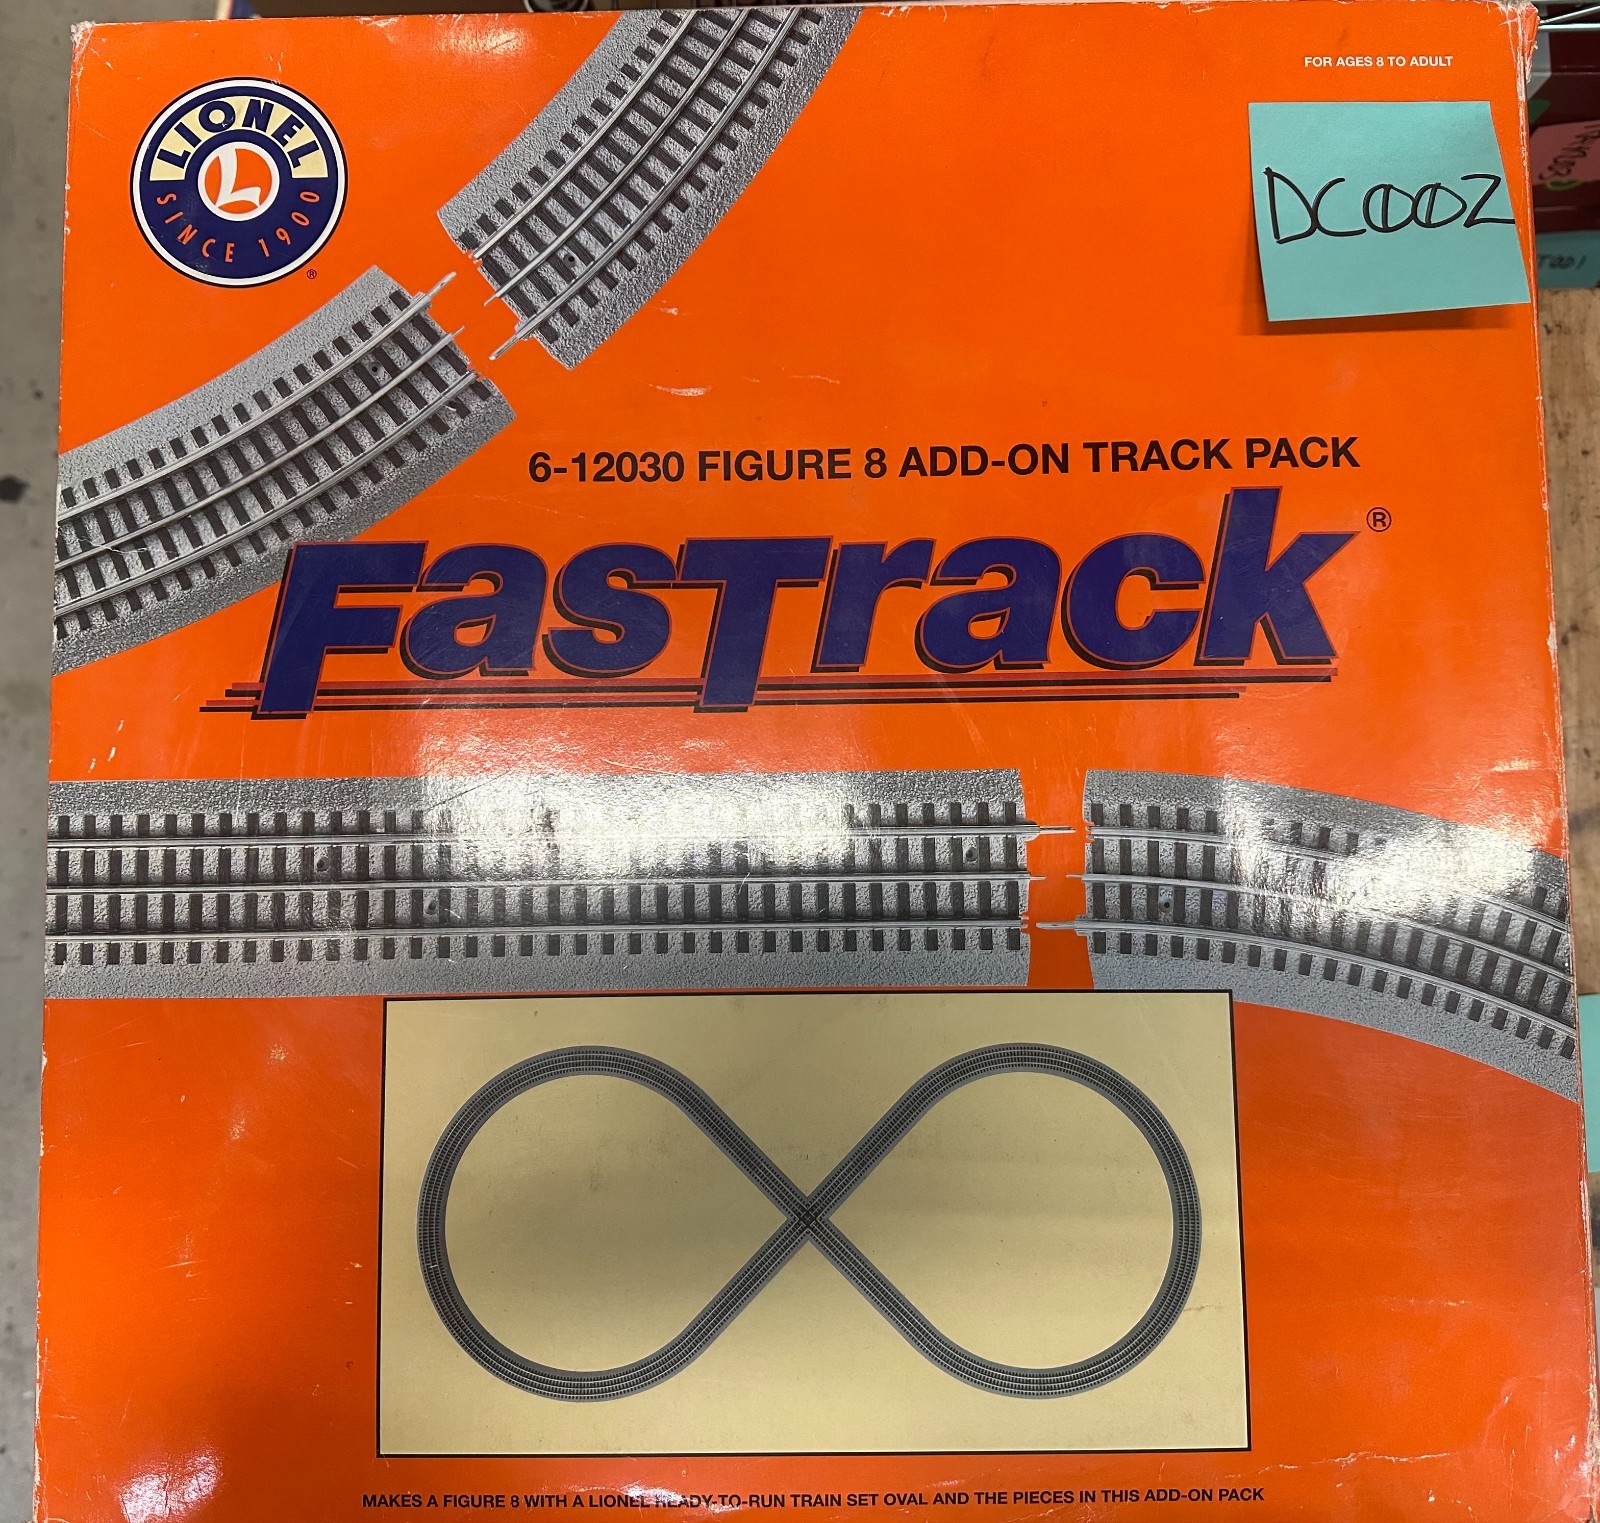 FOR AGES 8 TO ADULT
LIONEL
L
SINCE 1900
®
DC002
6-12030 FIGURE 8 ADD-ON TRACK PACK
FasTrack®
MAKES A FIGURE 8 WITH A LIONEL READY-TO-RUN TRAIN SET OVAL AND THE PIECES IN THIS ADD-ON PACK